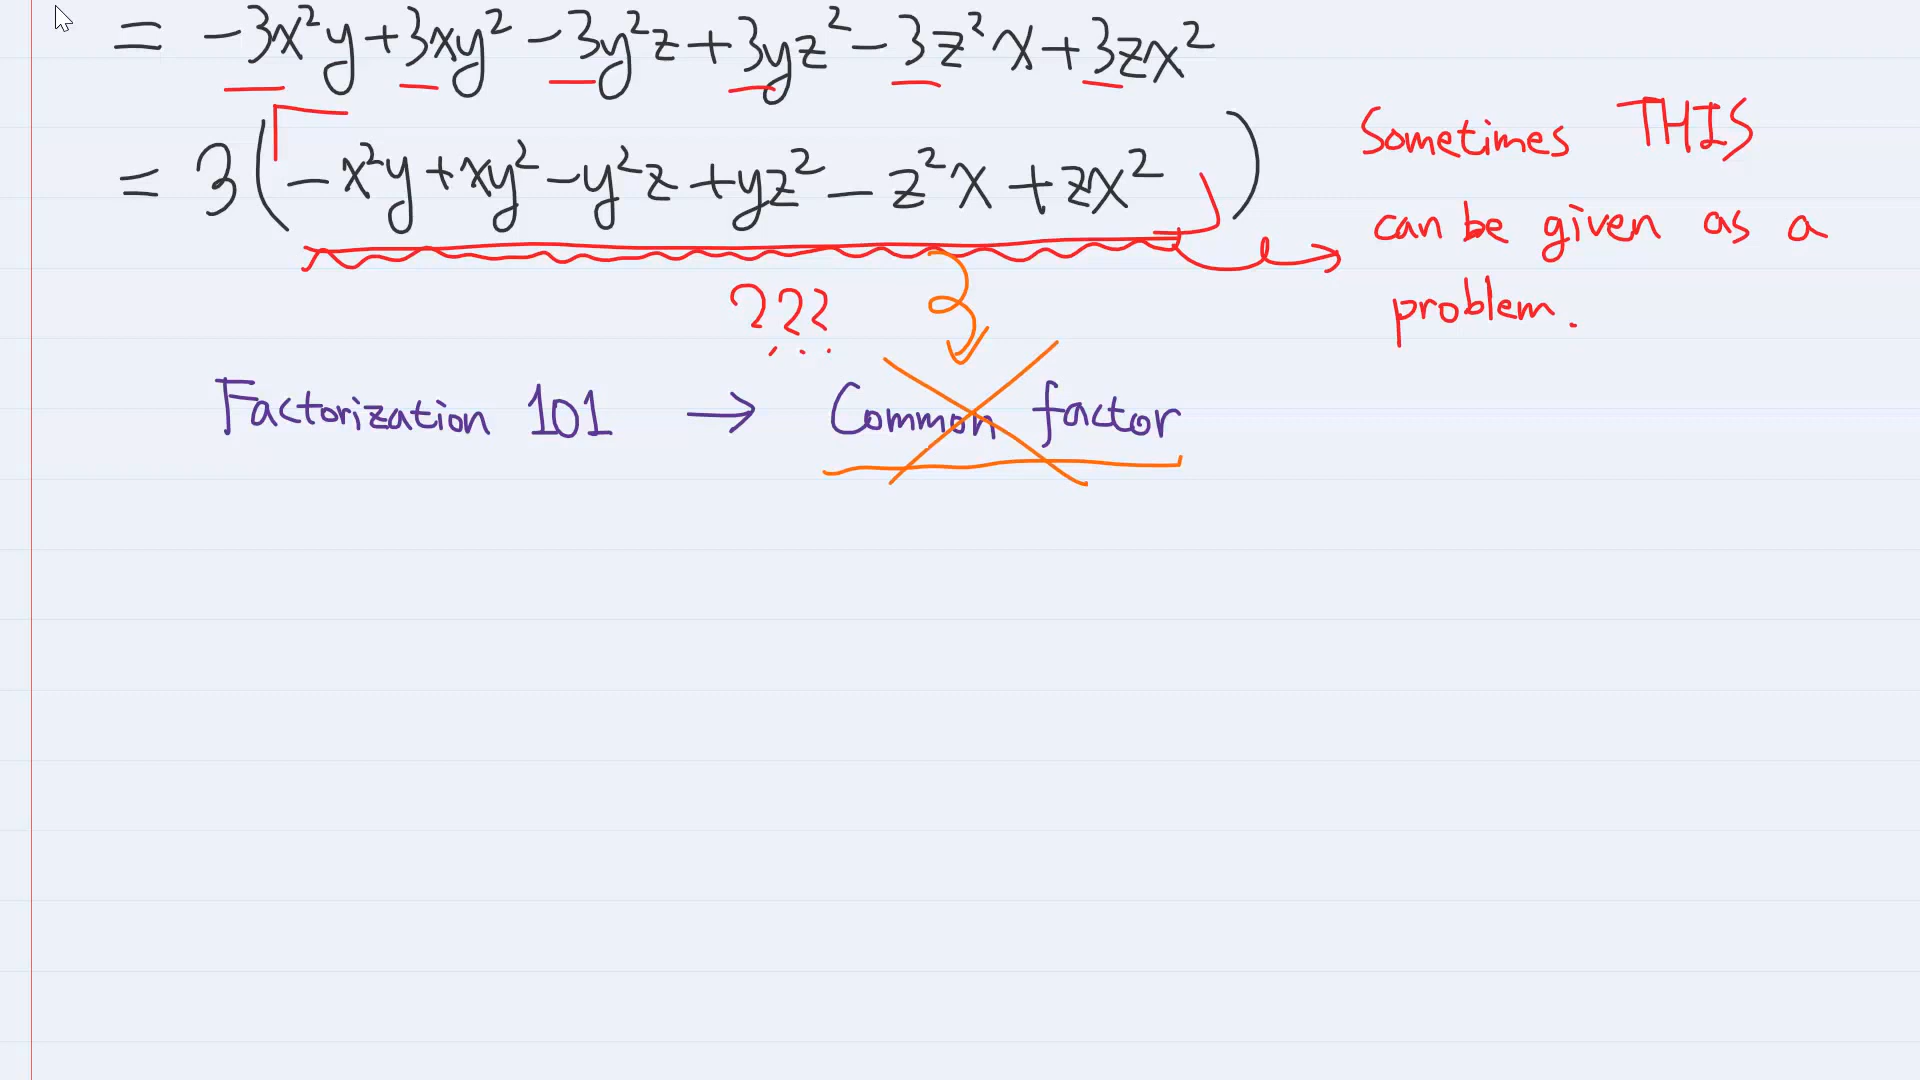 = -3x²y+3xy²-3y²z+3yz²-3z²x+3zx²
= 3(-x²y+xy²-y²z+yz²-z²x+zx²)
Sometimes THIS
can be given as a
problem.
???
Factorization 101 → Common factor